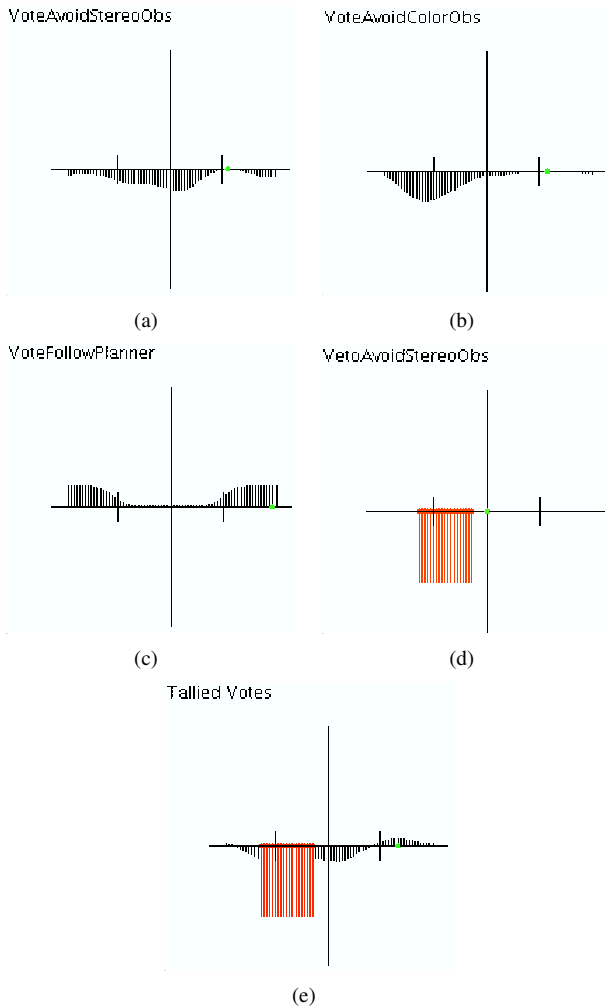 VoteAvoidStereoObs
VoteAvoidColorObs
(a)
(b)
VoteFollowPlanner
VetoAvoidStereoObs
(c)
(d)
Tallied Votes
(e)